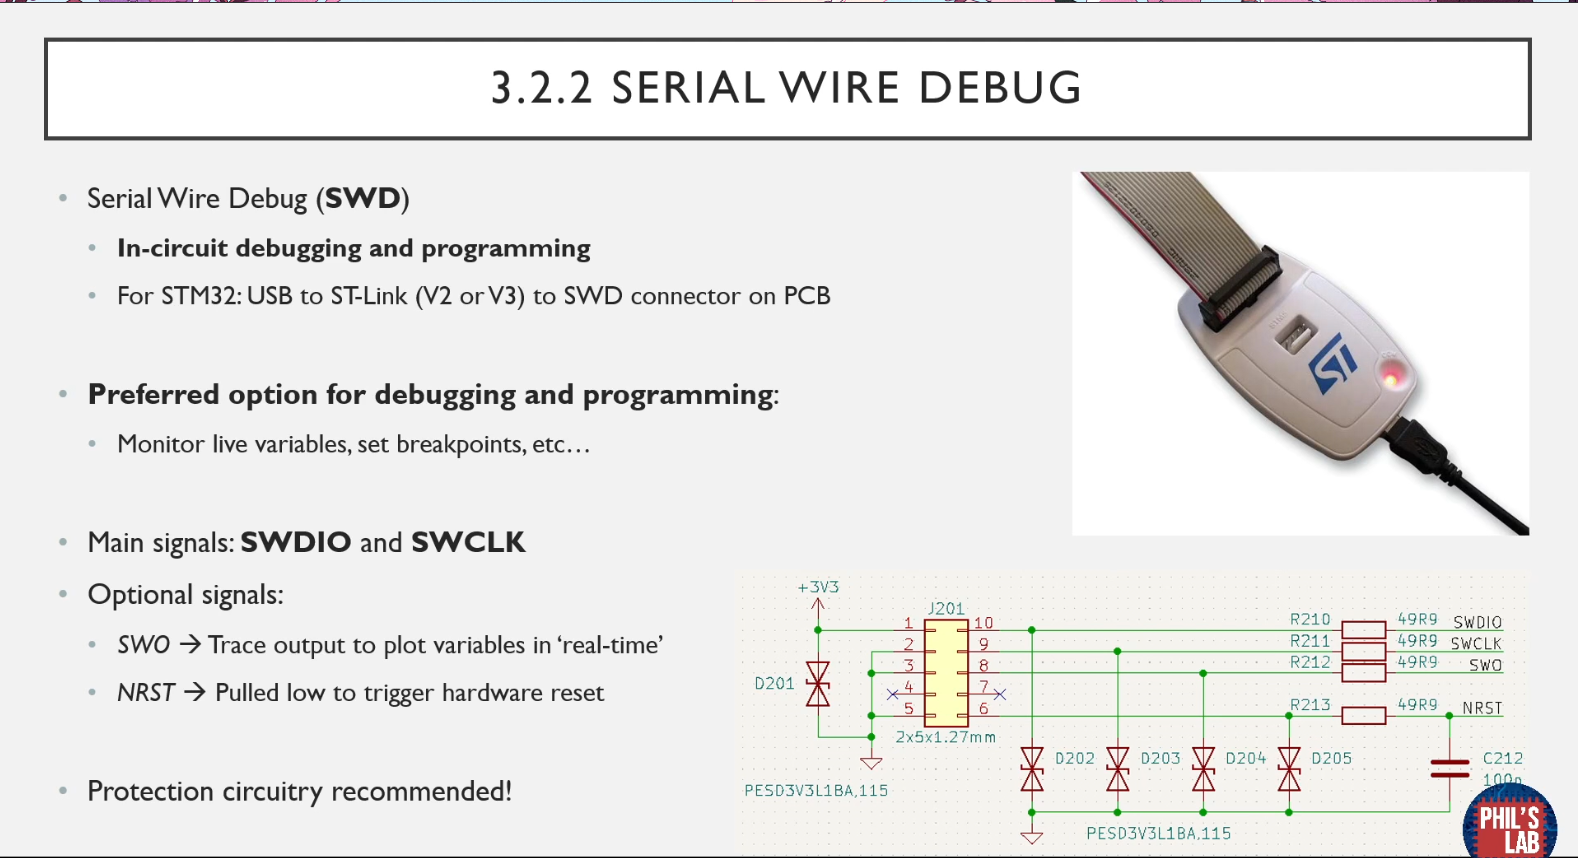 3.2.2 SERIAL WIRE DEBUG
• Serial Wire Debug (SWD)
• In-circuit debugging and programming
• For STM32: USB to ST-Link (V2 or V3) to SWD connector on PCB
• Preferred option for debugging and programming:
• Monitor live variables, set breakpoints, etc…
• Main signals: SWDIO and SWCLK
• Optional signals:
• SWO → Trace output to plot variables in ‘real-time’
• NRST → Pulled low to trigger hardware reset
• Protection circuitry recommended!
+3V3
J201
1 10
2 9
3 8
4 7
5 6
2x5x1.27mm
D201
PESD3V3L1BA,115
R210 49R9 SWDIO
R211 49R9 SWCLK
R212 49R9 SWO
R213 49R9 NRST
D202 D203 D204 D205
C212
100n
PESD3V3L1BA,115
PHIL'S
LAB